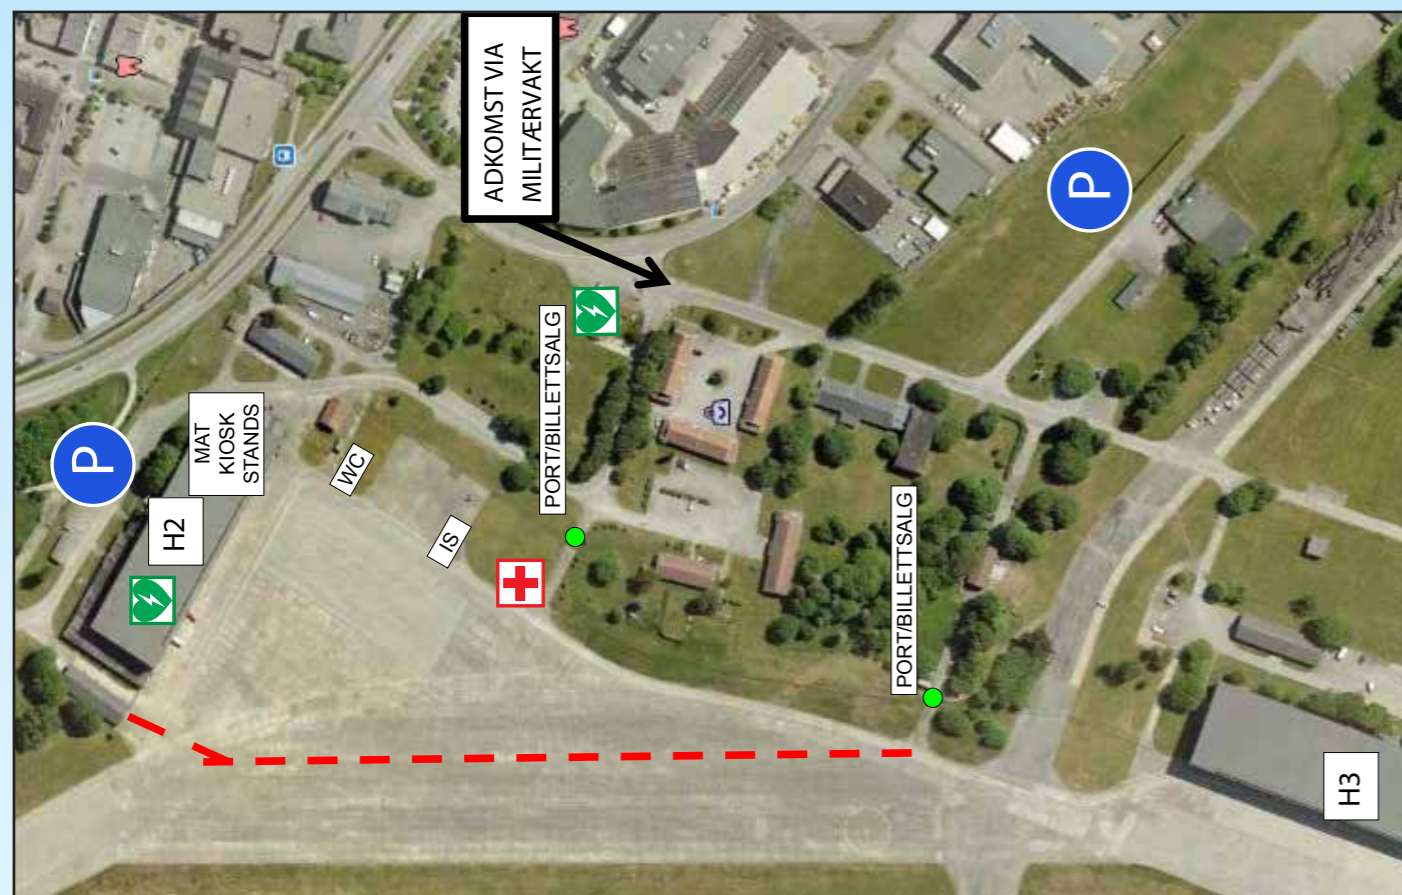 ADKOMST VIA
MILITÆRVAKT
P
P
MAT
KIOSK
STANDS
H2
WC
IS
PORT/BILLETTSALG
PORT/BILLETTSALG
H3